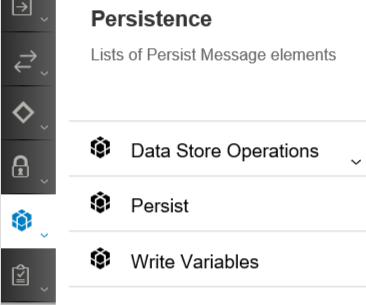 Persistence
Lists of Persist Message elements
Data Store Operations
Persist
Write Variables